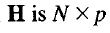 H is N × p